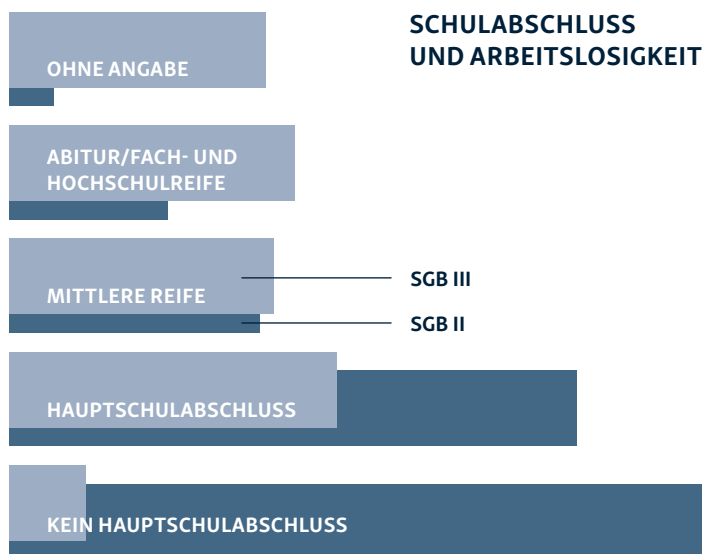 SCHULABSCHLUSS
UND ARBEITSLOSIGKEIT
OHNE ANGABE
ABITUR/FACH- UND
HOCHSCHULREIFE
MITTLERE REIFE
SGB III
SGB II
HAUPTSCHULABSCHLUSS
KEIN HAUPTSCHULABSCHLUSS